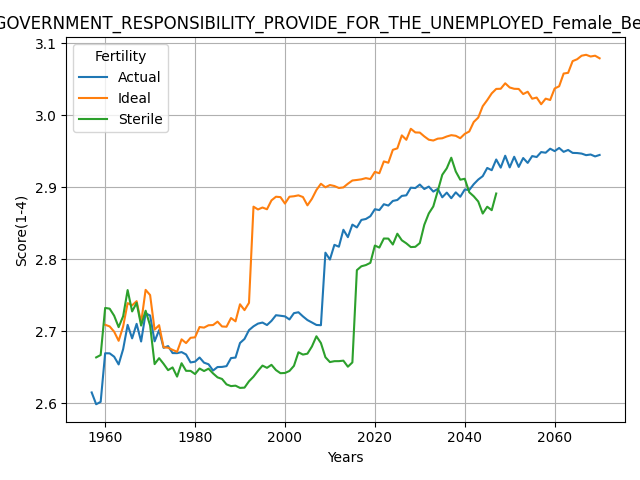 GOVERNMENT_RESPONSIBILITY_PROVIDE_FOR_THE_UNEMPLOYED_Female_Be
Fertility
Actual
Ideal
Sterile
Score(1-4)
3.1
3.0
2.9
2.8
2.7
2.6
1960 1980 2000 2020 2040 2060
Years